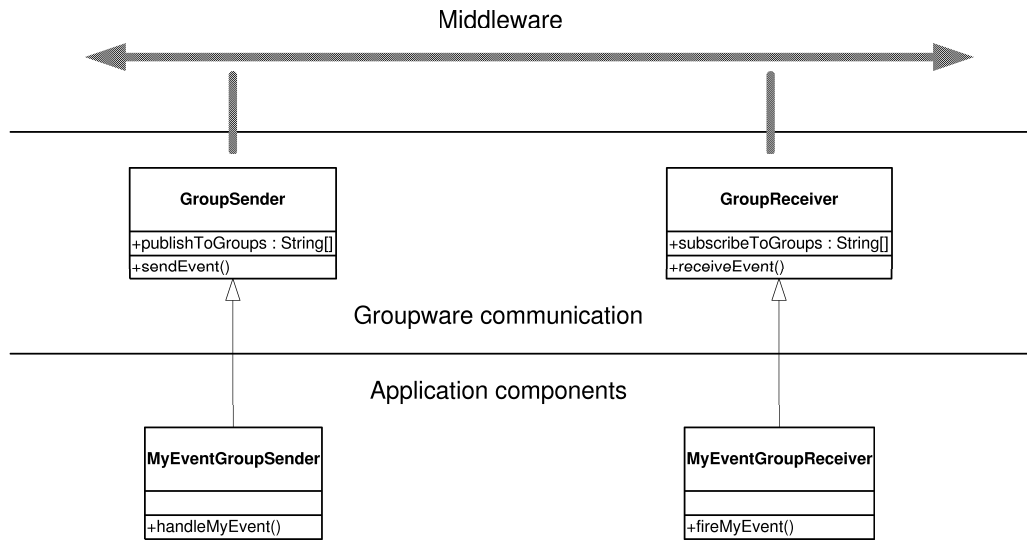 Middleware
GroupSender
+publishToGroups : String[]
+sendEvent()
GroupReceiver
+subscribeToGroups : String[]
+receiveEvent()
Groupware communication
Application components
MyEventGroupSender
+handleMyEvent()
MyEventGroupReceiver
+fireMyEvent()